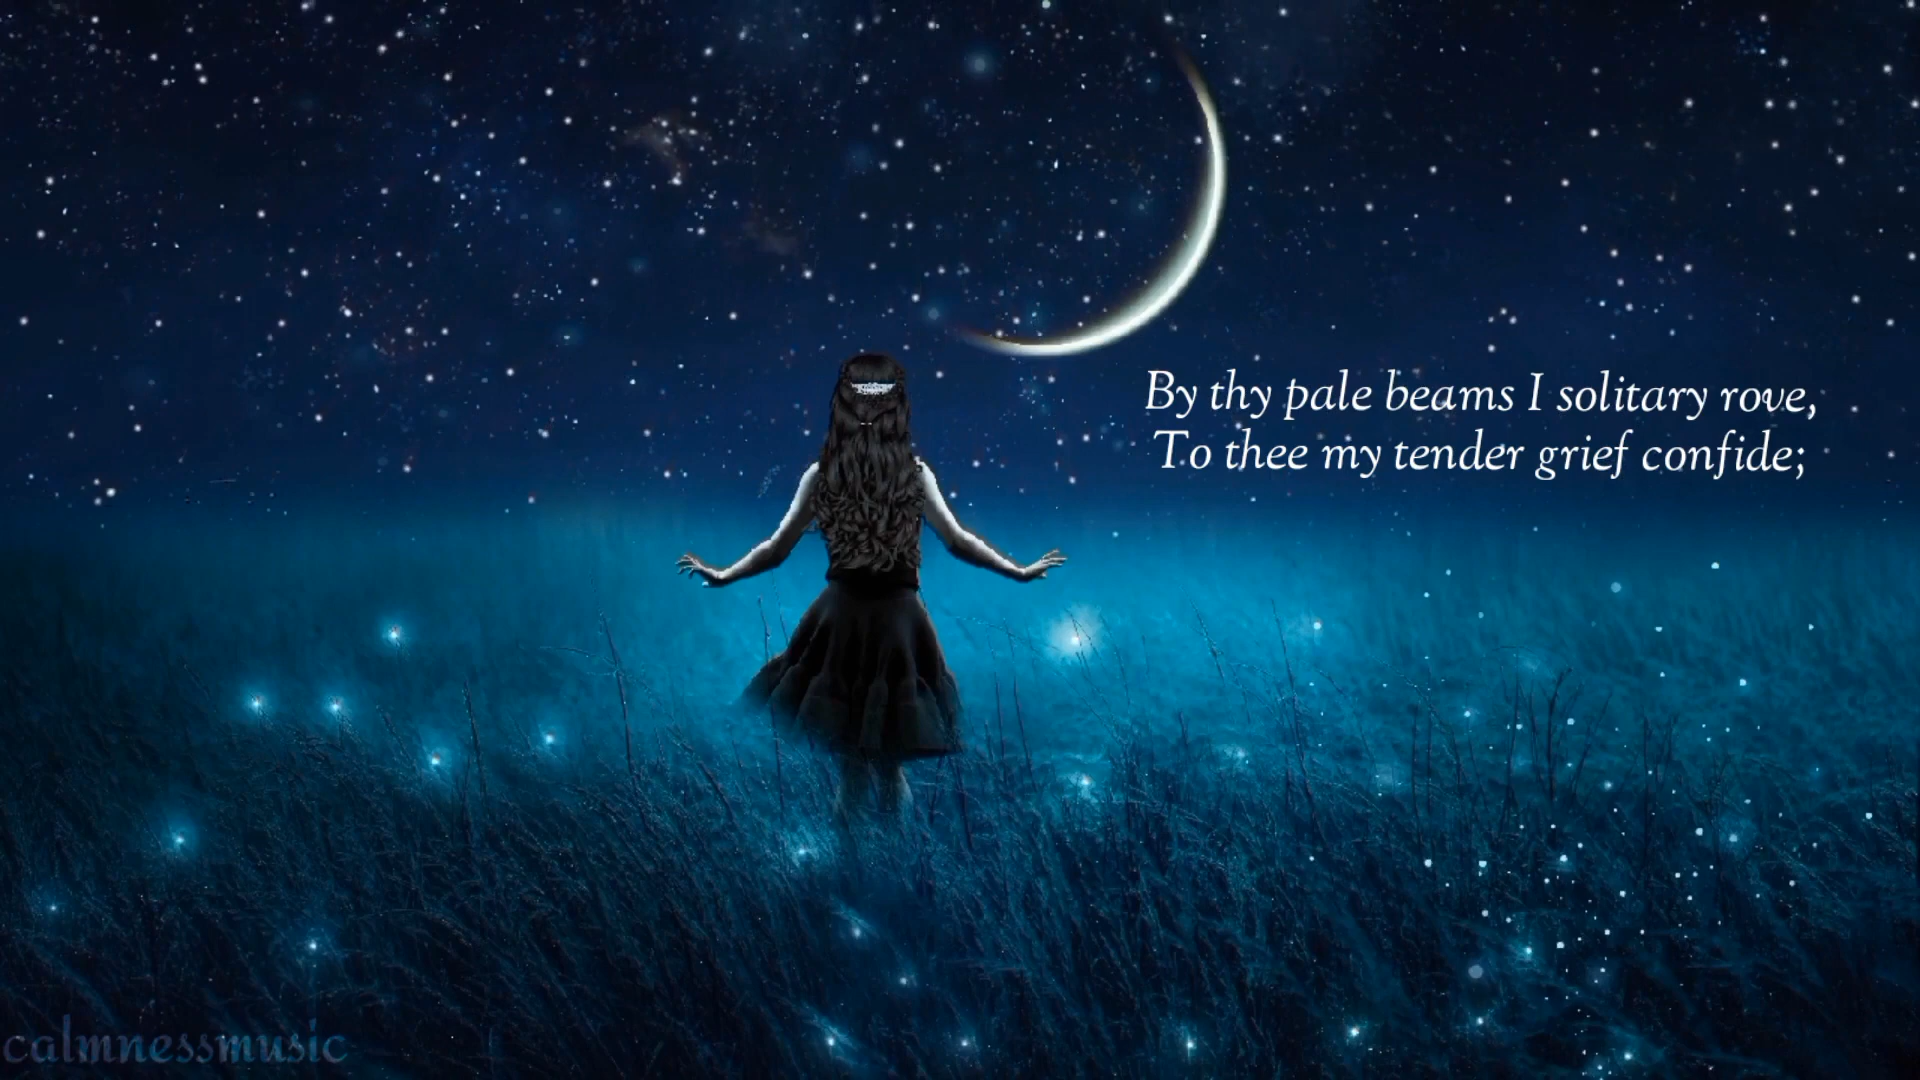 By thy pale beams I solitary rove,
To thee my tender grief confide;
calmnessmusic